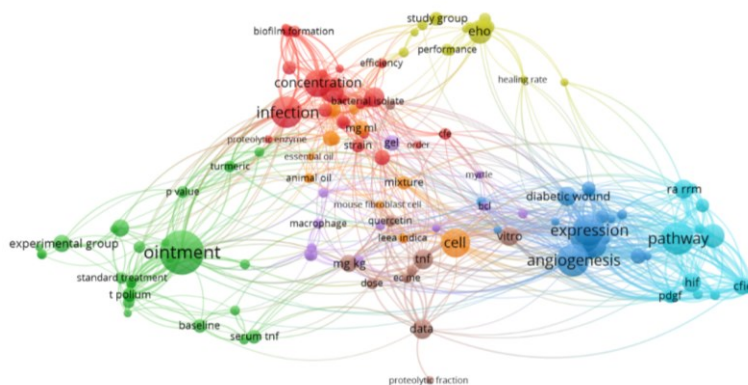 study group
biofilm formation
eho
performance
efficiency
concentration
healing rate
bacterial isolate
infection
mg ml
cfe
proteolytic enzyme
strain
gel
order
essential oil
turmeric
myrtle
animal oil
mixture
ra rrm
p value
diabetic wound
mouse fibroblast cell
bcl
macrophage
quercetin
expression
pathway
experimental group
leea indica
cell
vitro
ointment
angiogenesis
tnf
mg kg
standard treatment
edine
hif
dose
cfig
t polium
pdgf
baseline
data
serum tnf
proteolytic fraction